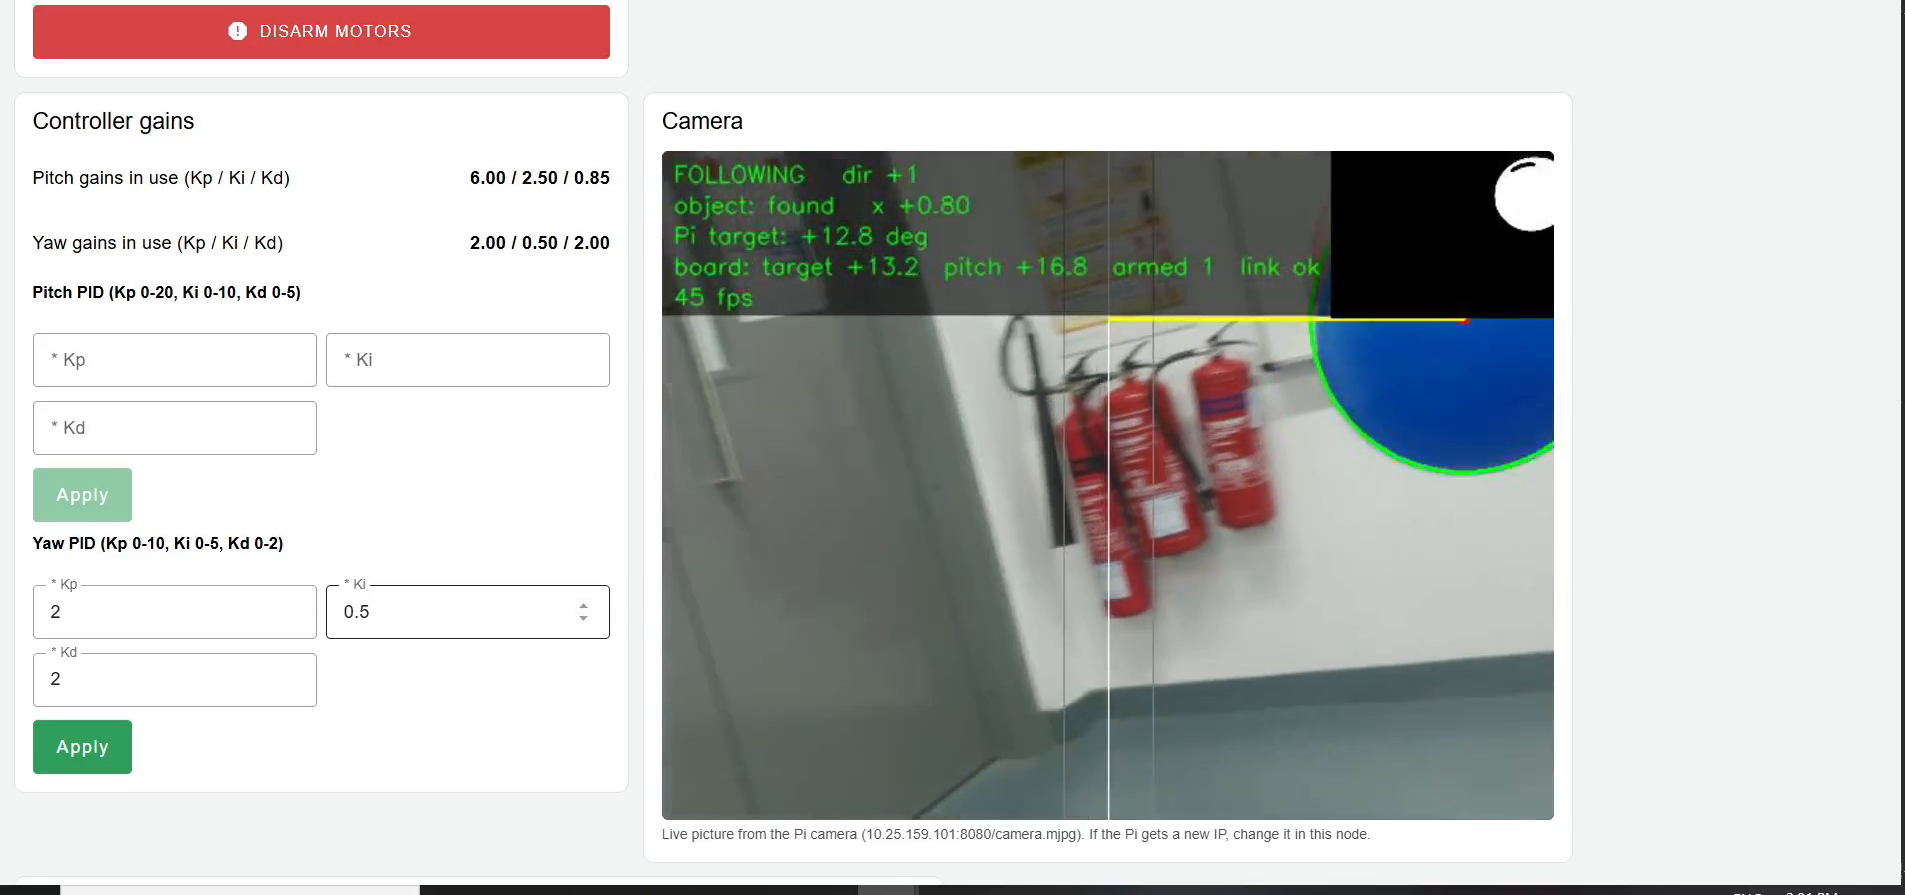 DISARM MOTORS
Controller gains
Pitch gains in use (Kp / Ki / Kd) 6.00 / 2.50 / 0.85
Yaw gains in use (Kp / Ki / Kd) 2.00 / 0.50 / 2.00
Pitch PID (Kp 0-20, Ki 0-10, Kd 0-5)
* Kp
* Ki
* Kd
Apply
Yaw PID (Kp 0-10, Ki 0-5, Kd 0-2)
* Kp
2
* Ki
0.5
* Kd
2
Apply
Camera
FOLLOWING dir +1
object: found x +0.80
Pi target: +12.8 deg
board: target +13.2 pitch +16.8 armed 1 link ok
45 fps
Live picture from the Pi camera (10.25.159.101:8080/camera.mjpg). If the Pi gets a new IP, change it in this node.